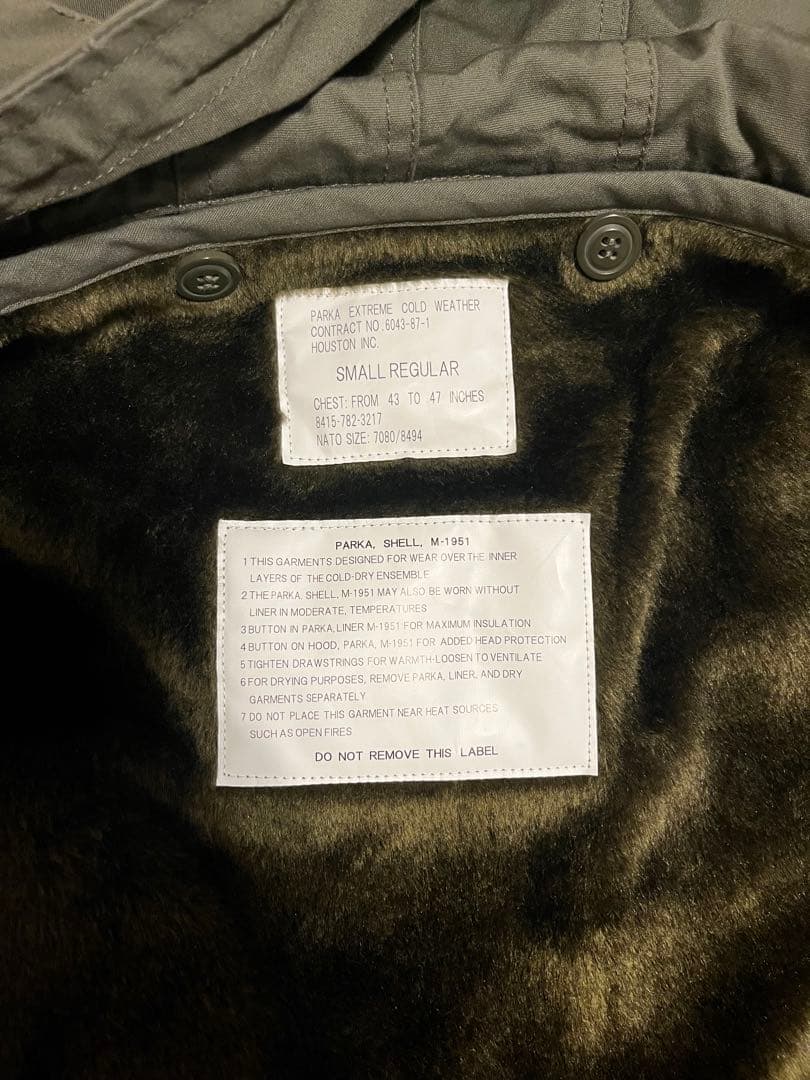 PARKA EXTREME COLD WEATHER
CONTRACT NO.6043-87-1
HOUSTON INC.
SMALL REGULAR
CHEST: FROM 43 TO 47 INCHES
8415-782-3217
NATO SIZE: 7080/8494
PARKA, SHELL, M-1951
1 THIS GARMENTS DESIGNED FOR WEAR OVER THE INNER
LAYERS OF THE COLD-DRY ENSEMBLE
2 THE PARKA, SHELL, M-1951 MAY ALSO BE WORN WITHOUT
LINER IN MODERATE, TEMPERATURES
3 BUTTON IN PARKA, LINER M-1951 FOR MAXIMUM INSULATION
4 BUTTON ON HOOD, PARKA, M-1951 FOR ADDED HEAD PROTECTION
5 TIGHTEN DRAWSTRINGS FOR WARMTH-LOOSEN TO VENTILATE
6 FOR DRYING PURPOSES, REMOVE PARKA, LINER, AND DRY
GARMENTS SEPARATELY
7 DO NOT PLACE THIS GARMENT NEAR HEAT SOURCES
SUCH AS OPEN FIRES
DO NOT REMOVE THIS LABEL